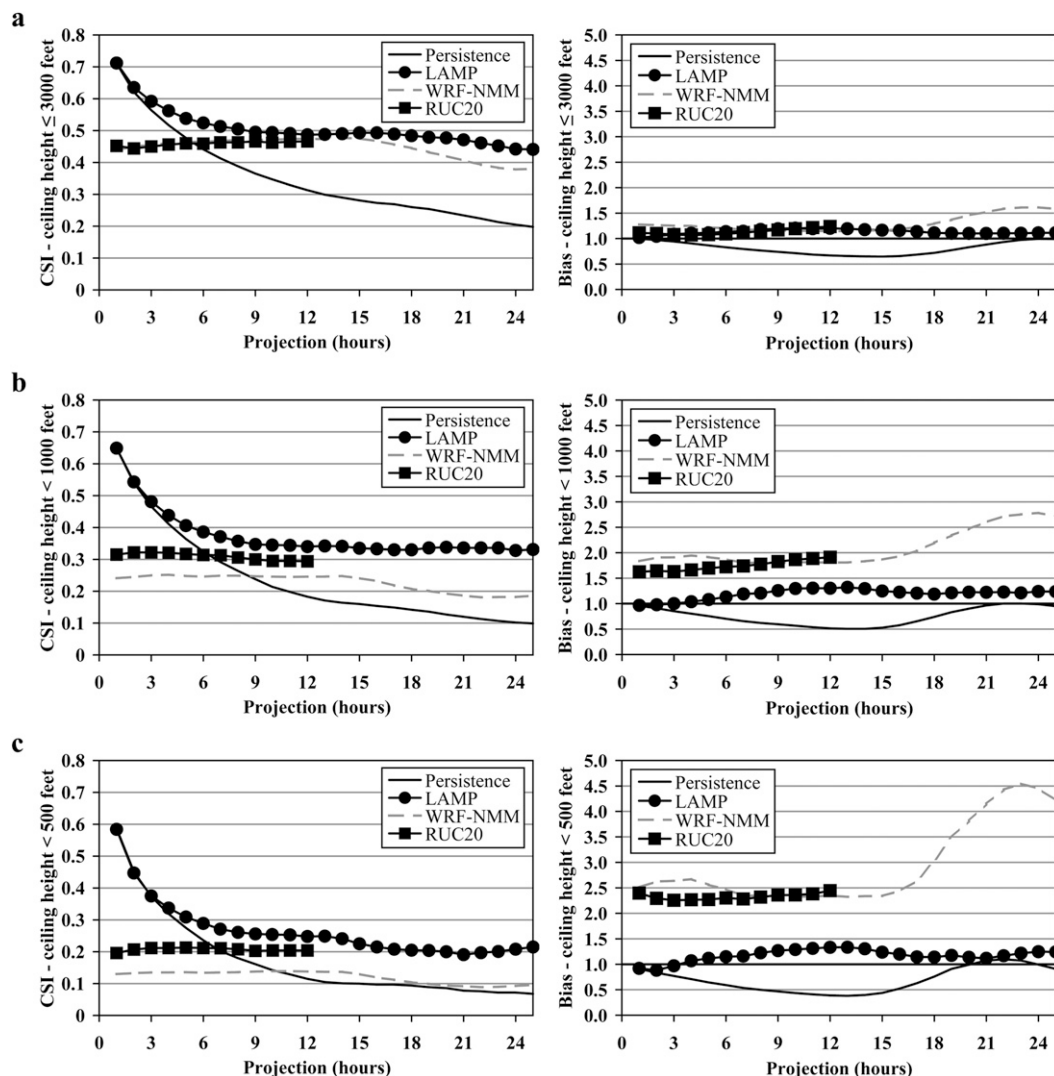 a
CSI - ceiling height ≤ 3000 feet
0.8
0.7
0.6
0.5
0.4
0.3
0.2
0.1
0
Persistence
LAMP
WRF-NMM
RUC20
0 3 6 9 12 15 18 21 24
Projection (hours)
Bias - ceiling height ≤ 3000 feet
5.0
4.5
4.0
3.5
3.0
2.5
2.0
1.5
1.0
0.5
0.0
Persistence
LAMP
WRF-NMM
RUC20
0 3 6 9 12 15 18 21 24
Projection (hours)
b
CSI - ceiling height < 1000 feet
0.8
0.7
0.6
0.5
0.4
0.3
0.2
0.1
0
Persistence
LAMP
WRF-NMM
RUC20
0 3 6 9 12 15 18 21 24
Projection (hours)
Bias - ceiling height < 1000 feet
5.0
4.5
4.0
3.5
3.0
2.5
2.0
1.5
1.0
0.5
0.0
Persistence
LAMP
WRF-NMM
RUC20
0 3 6 9 12 15 18 21 24
Projection (hours)
c
CSI - ceiling height < 500 feet
0.8
0.7
0.6
0.5
0.4
0.3
0.2
0.1
0
Persistence
LAMP
WRF-NMM
RUC20
0 3 6 9 12 15 18 21 24
Projection (hours)
Bias - ceiling height < 500 feet
5.0
4.5
4.0
3.5
3.0
2.5
2.0
1.5
1.0
0.5
0.0
Persistence
LAMP
WRF-NMM
RUC20
0 3 6 9 12 15 18 21 24
Projection (hours)